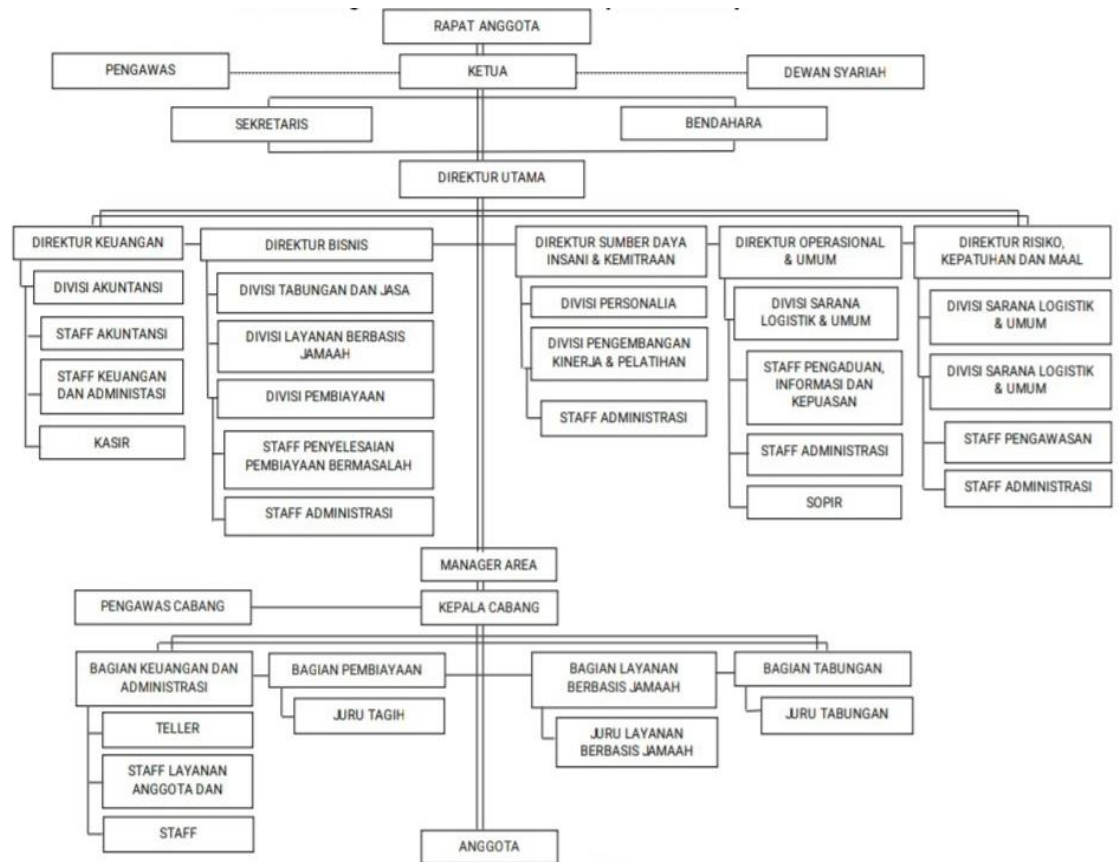 RAPAT ANGGOTA
PENGAWAS
KETUA
DEWAN SYARIAH
SEKRETARIS
BENDAHARA
DIREKTUR UTAMA
DIREKTUR KEUANGAN
DIVISI AKUNTANSI
STAFF AKUNTANSI
STAFF KEUANGAN
DAN ADMINISTASI
KASIR
DIREKTUR BISNIS
DIVISI TABUNGAN DAN JASA
DIVISI LAYANAN BERBASIS
JAMAAH
DIVISI PEMBIAYAAN
STAFF PENYELESAIAN
PEMBIAYAAN BERMASALAH
STAFF ADMINISTRASI
DIREKTUR SUMBER DAYA
INSANI & KEMITRAAN
DIVISI PERSONALIA
DIVISI PENGEMBANGAN
KINERJA & PELATIHAN
STAFF ADMINISTRASI
DIREKTUR OPERASIONAL
& UMUM
DIVISI SARANA
LOGISTIK & UMUM
STAFF PENGADUAN,
INFORMASI DAN
KEPUASAN
STAFF ADMINISTRASI
SOPIR
DIREKTUR RISIKO,
KEPATUHAN DAN MAAL
DIVISI SARANA LOGISTIK
& UMUM
DIVISI SARANA LOGISTIK
& UMUM
STAFF PENGAWASAN
STAFF ADMINISTRASI
MANAGER AREA
PENGAWAS CABANG
KEPALA CABANG
BAGIAN KEUANGAN DAN
ADMINISTRASI
TELLER
STAFF LAYANAN
ANGGOTA DAN
STAFF
BAGIAN PEMBIAYAAN
JURU TAGIH
BAGIAN LAYANAN
BERBASIS JAMAAH
JURU LAYANAN
BERBASIS JAMAAH
BAGIAN TABUNGAN
JURU TABUNGAN
ANGGOTA